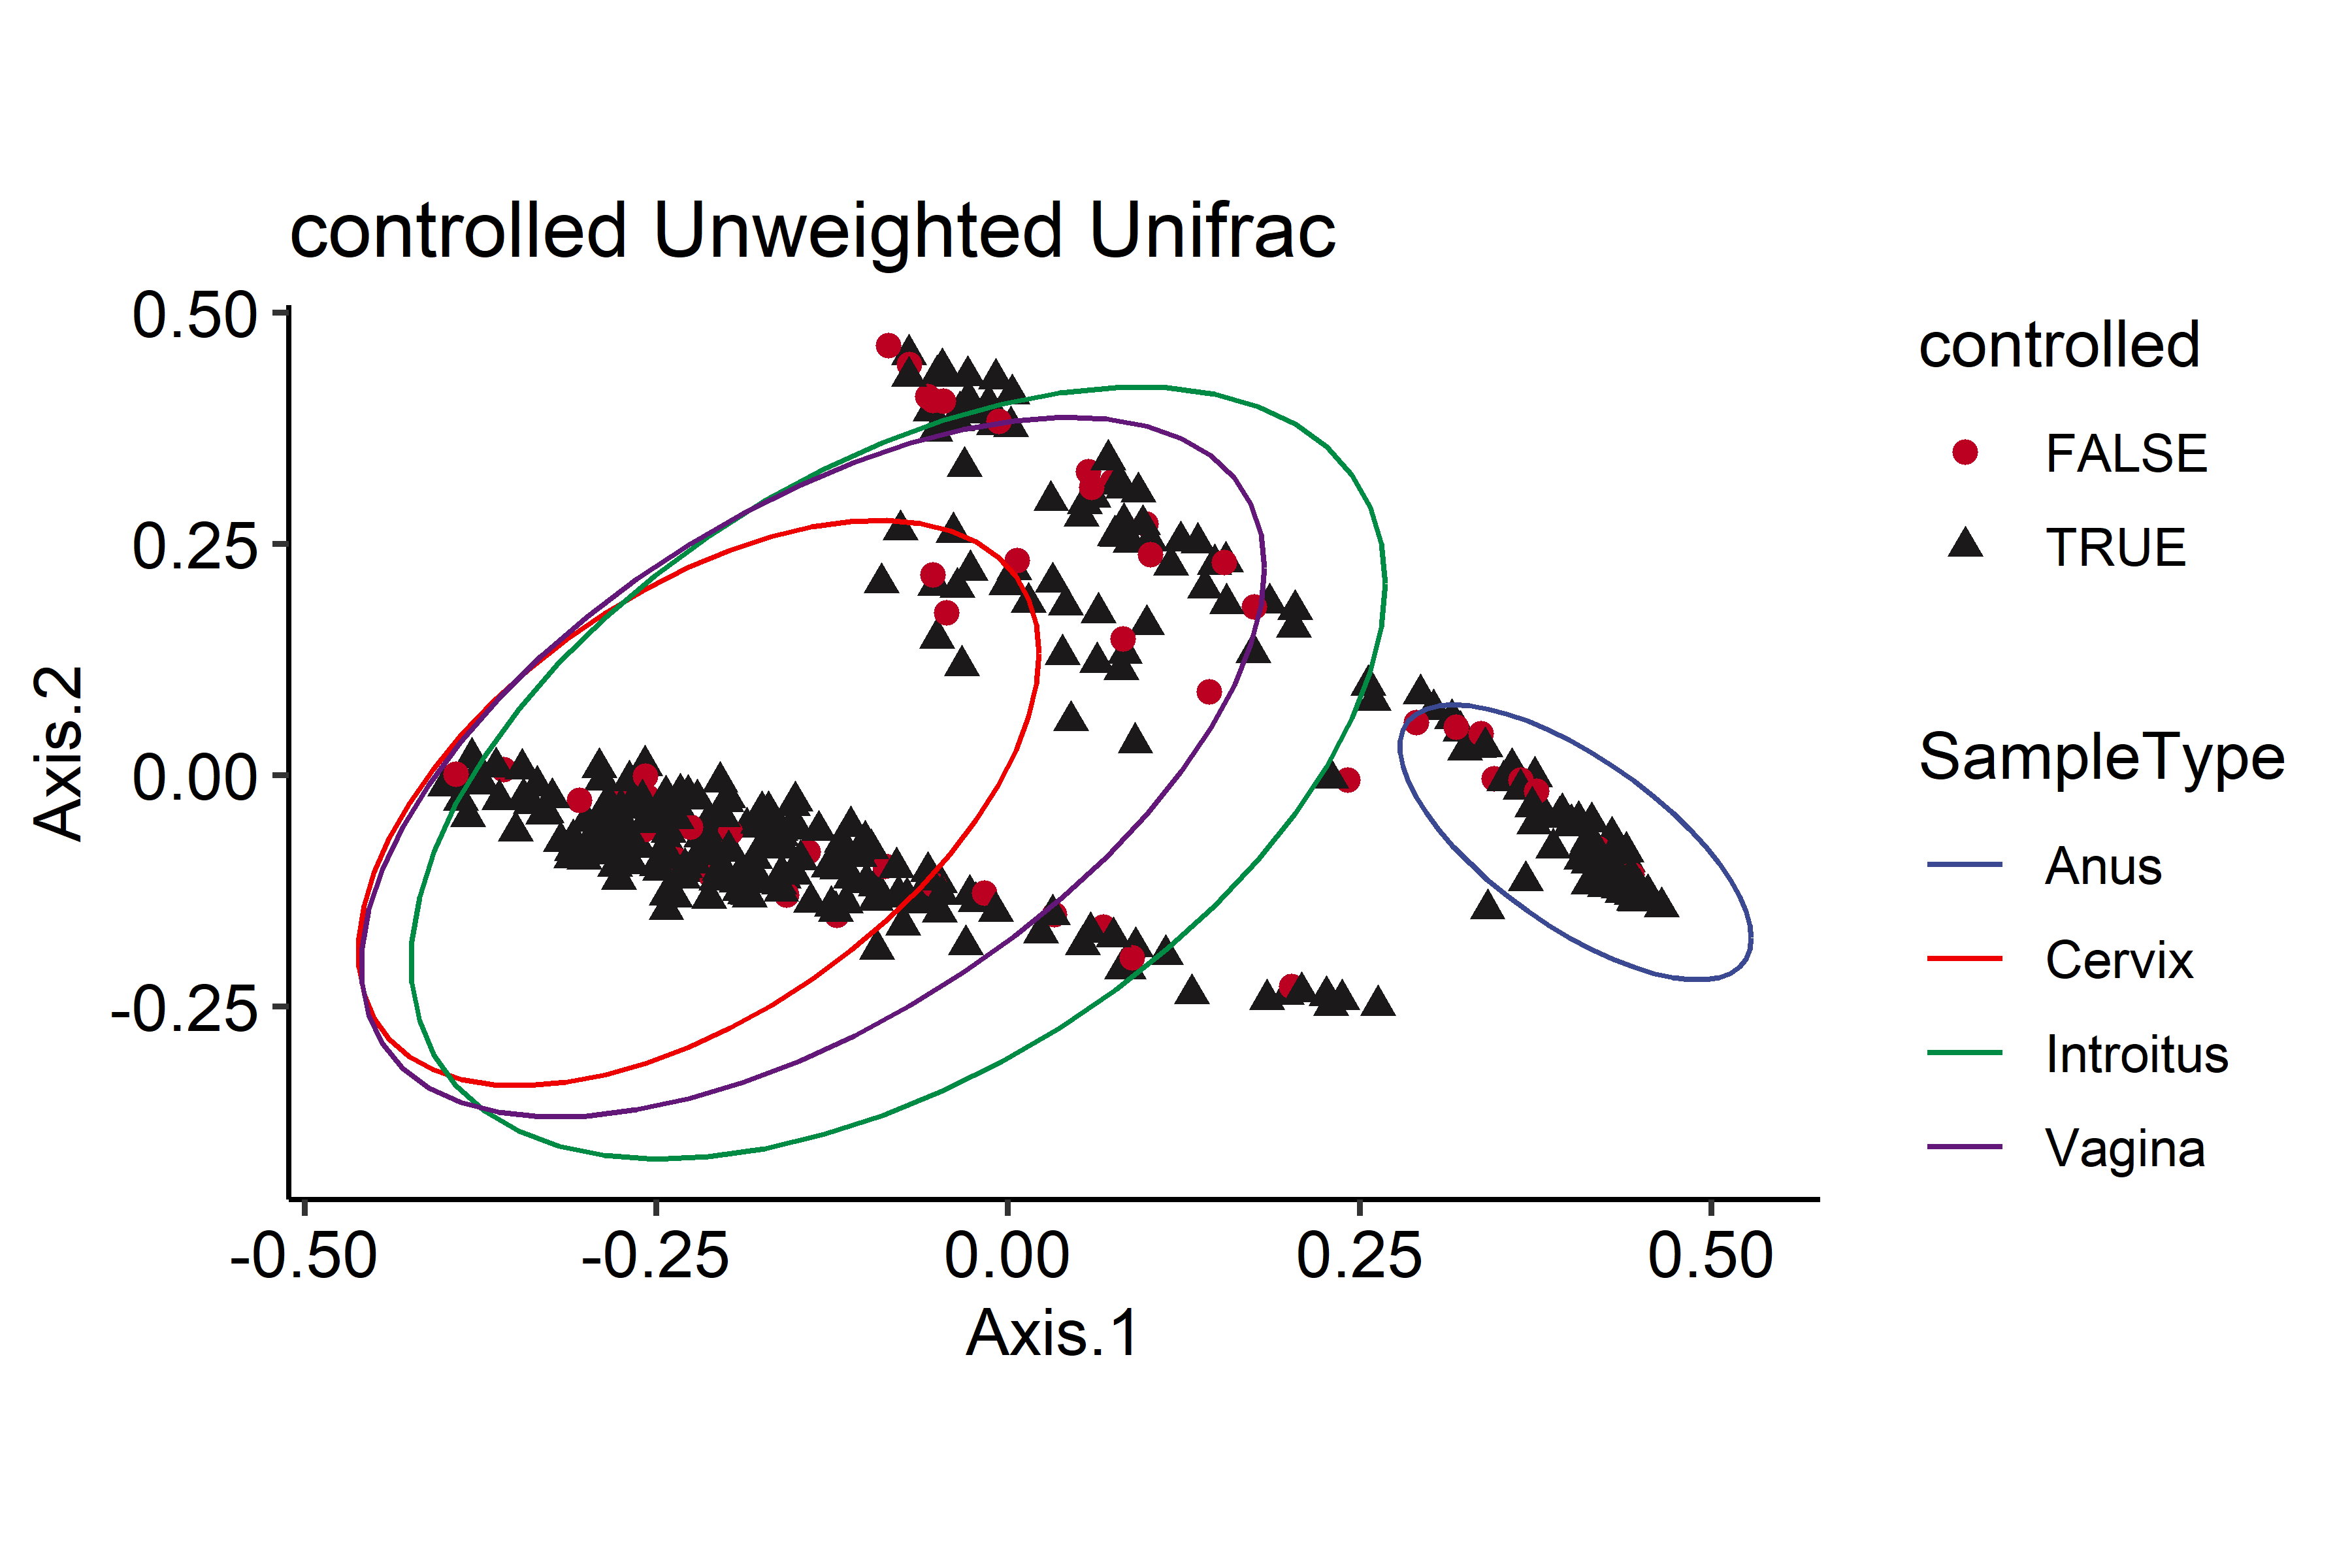 controlled Unweighted Unifrac
0.50
0.25
0.00
-0.25
Axis.2
-0.50
-0.25
0.00
0.25
0.50
Axis.1
controlled
FALSE
TRUE
SampleType
Anus
Cervix
Introitus
Vagina